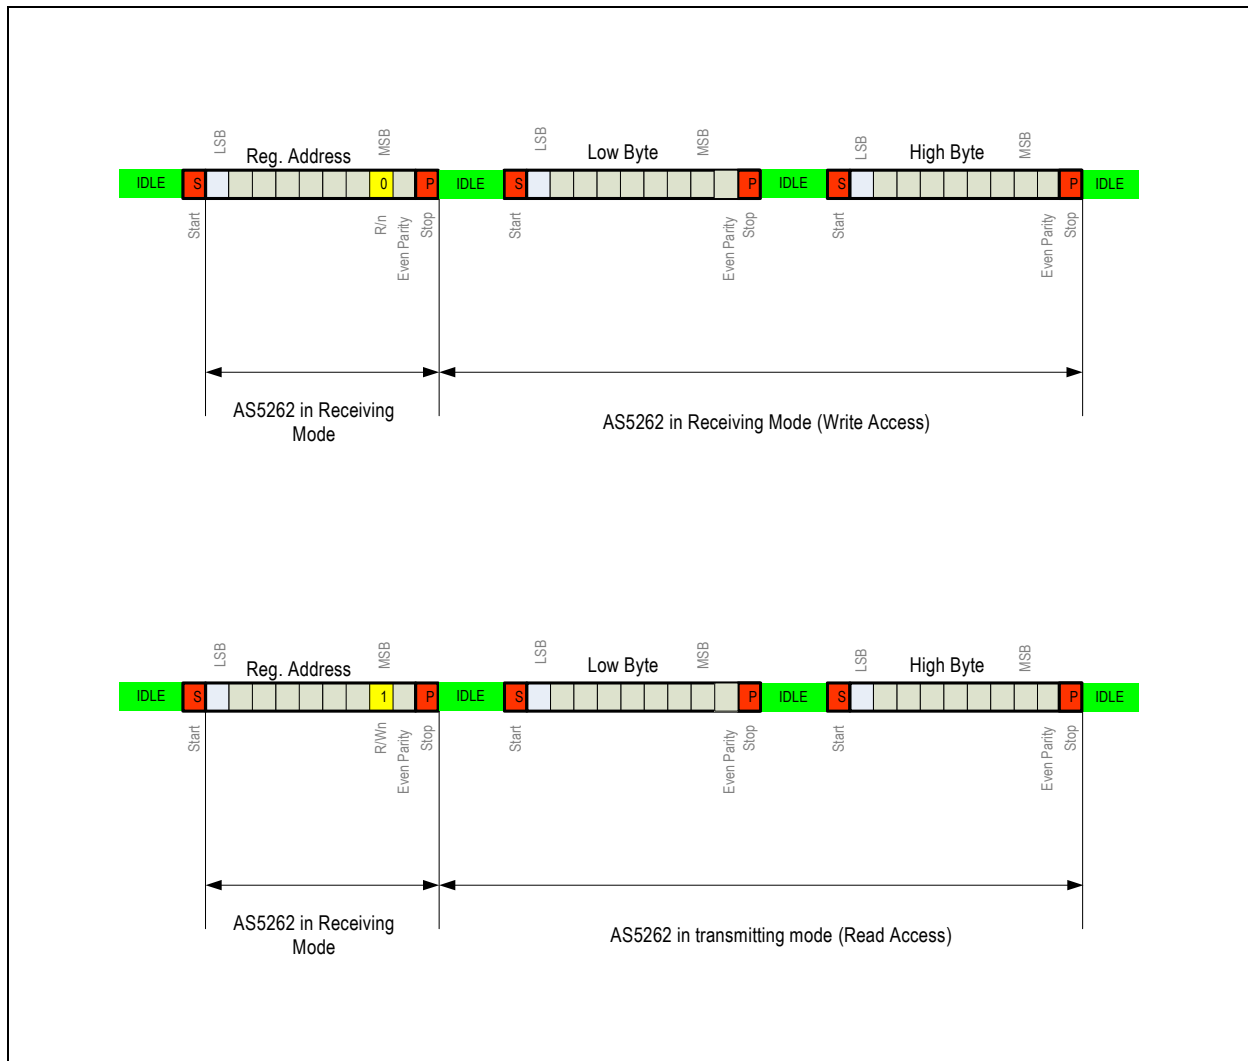 LSB
MSB
LSB
MSB
LSB
MSB
Reg. Address
Low Byte
High Byte
IDLE S 0 P IDLE S P IDLE S P IDLE
Start
R/n
Even Parity
Stop
Start
Even Parity
Stop
Start
Even Parity
Stop
AS5262 in Receiving
Mode
AS5262 in Receiving Mode (Write Access)
LSB
MSB
LSB
MSB
LSB
MSB
Reg. Address
Low Byte
High Byte
IDLE S 1 P IDLE S P IDLE S P IDLE
Start
R/Wn
Even Parity
Stop
Start
Even Parity
Stop
Start
Even Parity
Stop
AS5262 in Receiving
Mode
AS5262 in transmitting mode (Read Access)